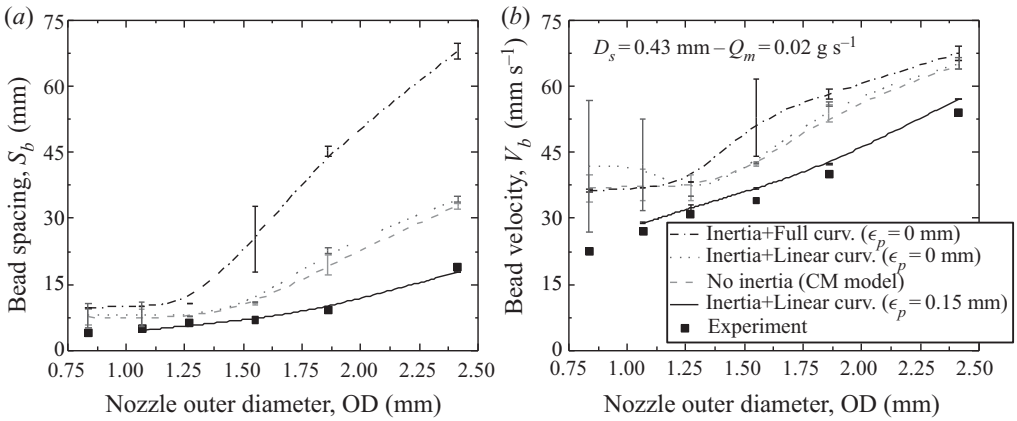 (a)
75
60
45
30
15
0
Bead spacing, S_b (mm)
0.75 1.00 1.25 1.50 1.75 2.00 2.25 2.50
Nozzle outer diameter, OD (mm)
(b)
D_s = 0.43 mm – Q_m = 0.02 g s⁻¹
75
60
45
30
15
0
Bead velocity, V_b (mm s⁻¹)
Inertia+Full curv. (ϵ_p = 0 mm)
Inertia+Linear curv. (ϵ_p = 0 mm)
No inertia (CM model)
Inertia+Linear curv. (ϵ_p = 0.15 mm)
Experiment
0.75 1.00 1.25 1.50 1.75 2.00 2.25 2.50
Nozzle outer diameter, OD (mm)